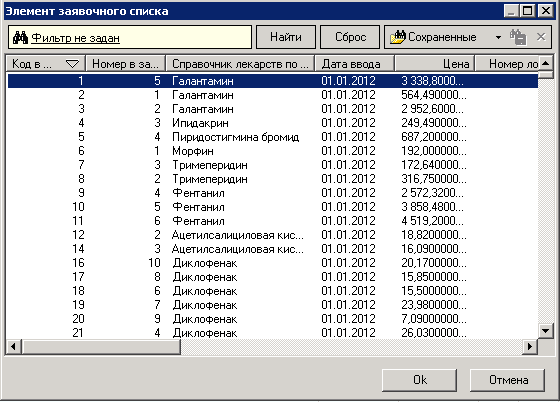 Элемент заявочного списка
Фильтр не задан Найти Сброс Сохраненные
Код в ... Номер в за... Справочник лекарств по ... Дата ввода Цена Номер ло
1 5 Галантамин 01.01.2012 3 338,8000...
2 1 Галантамин 01.01.2012 564,490000...
3 2 Галантамин 01.01.2012 2 952,6000...
4 3 Ипидакрин 01.01.2012 249,490000...
5 4 Пиридостигмина бромид 01.01.2012 687,200000...
6 1 Морфин 01.01.2012 192,000000...
7 3 Тримеперидин 01.01.2012 172,640000...
8 2 Тримеперидин 01.01.2012 316,750000...
9 4 Фентанил 01.01.2012 2 572,3200...
10 5 Фентанил 01.01.2012 3 858,4800...
11 6 Фентанил 01.01.2012 4 519,2000...
12 2 Ацетилсалициловая кис... 01.01.2012 18,8200000...
14 3 Ацетилсалициловая кис... 01.01.2012 16,0900000...
16 10 Диклофенак 01.01.2012 20,1700000...
17 8 Диклофенак 01.01.2012 15,8500000...
18 6 Диклофенак 01.01.2012 15,5000000...
19 7 Диклофенак 01.01.2012 23,9800000...
20 9 Диклофенак 01.01.2012 7,09000000...
21 4 Диклофенак 01.01.2012 26,0300000...
Ok Отмена